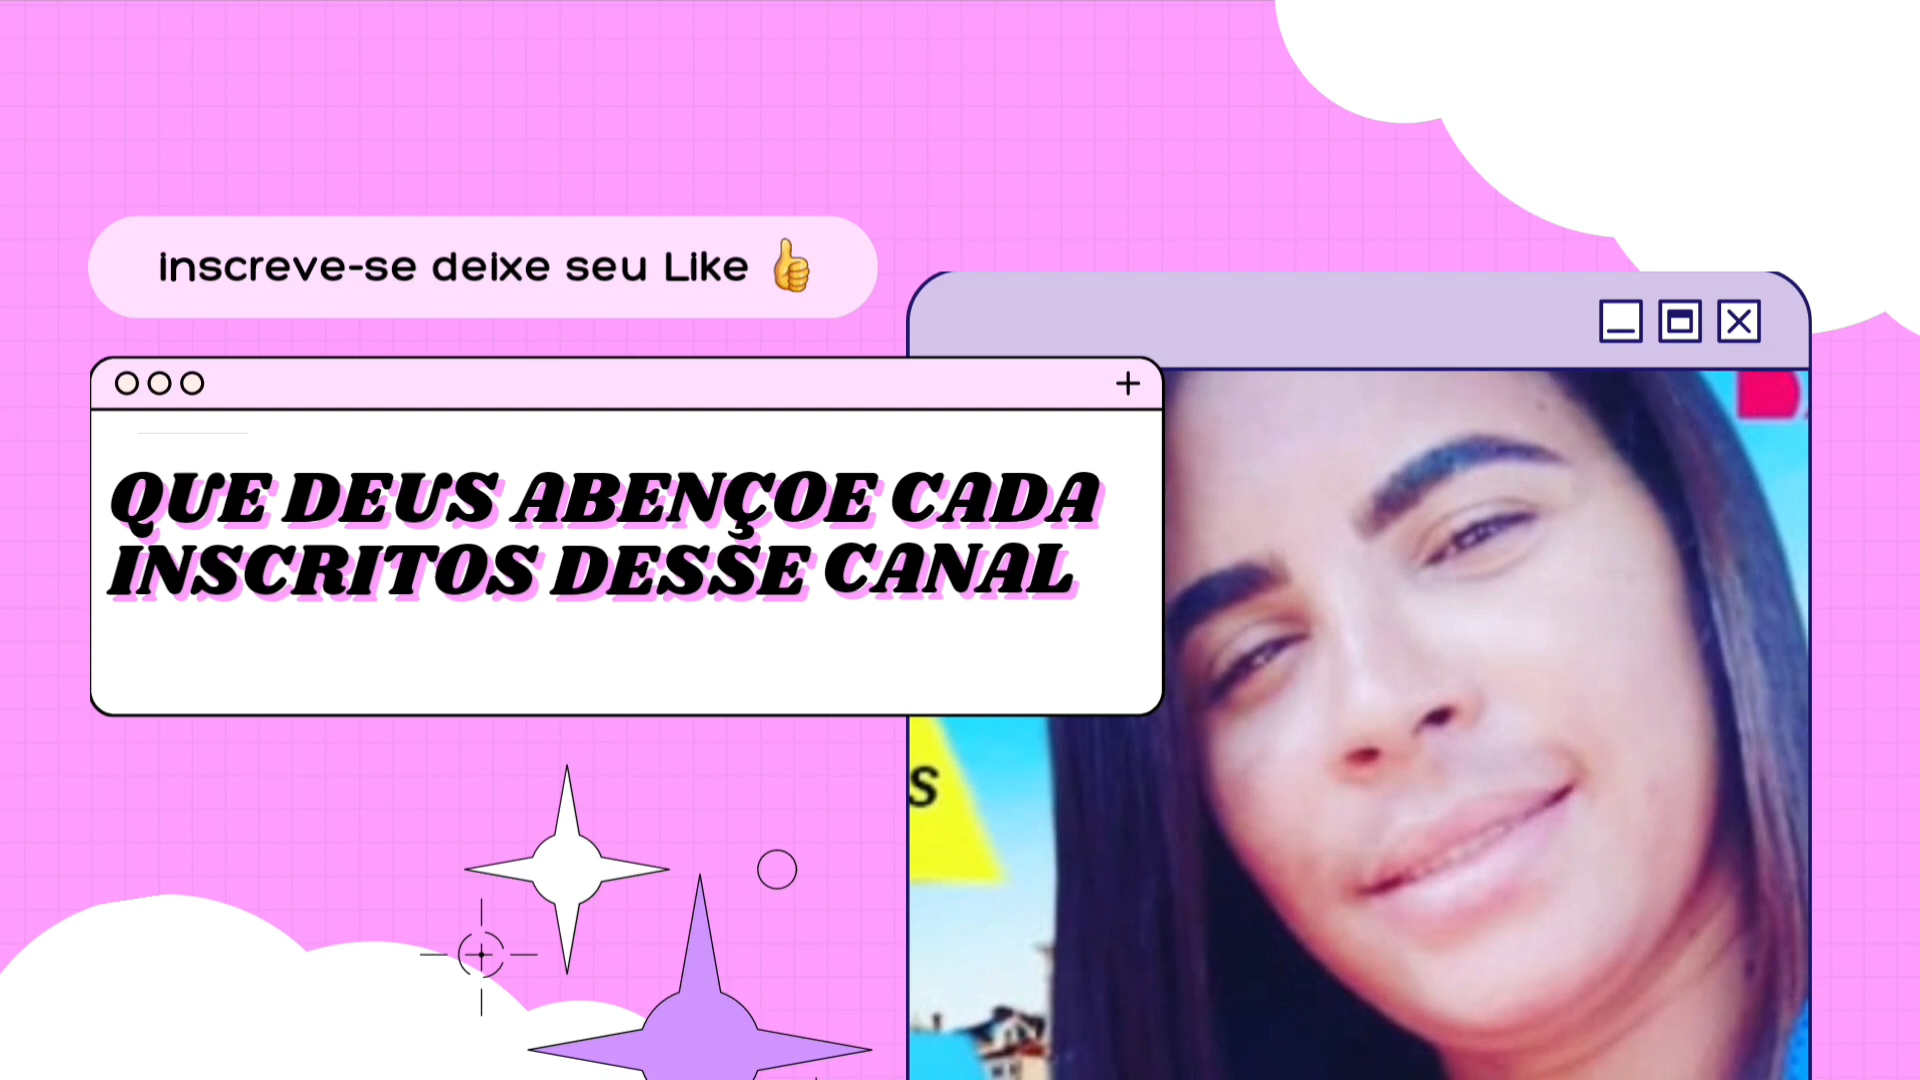 inscreve-se deixe seu Like 👍
QUE DEUS ABENÇOE CADA
INSCRITOS DESSE CANAL
S